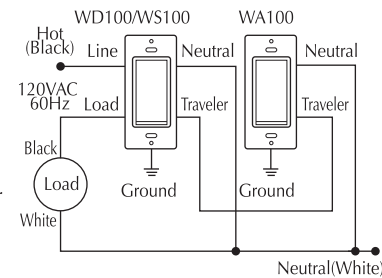 WD100/WS100 WA100
Hot
(Black)
Line Neutral Neutral
120VAC
60Hz
Load Traveler Traveler
Black
Load
Ground Ground
White
Neutral(White)